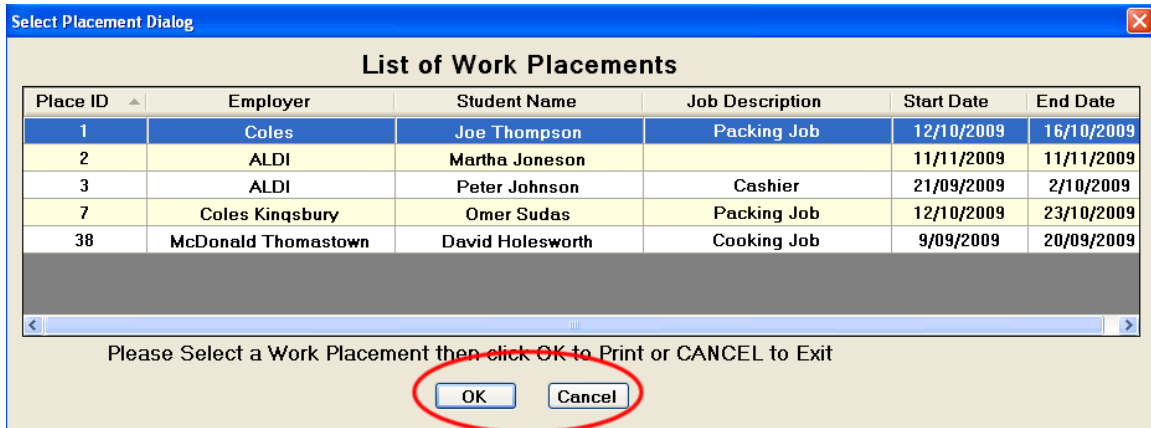 Select Placement Dialog
List of Work Placements
Place ID Employer Student Name Job Description Start Date End Date
1 Coles Joe Thompson Packing Job 12/10/2009 16/10/2009
2 ALDI Martha Joneson 11/11/2009 11/11/2009
3 ALDI Peter Johnson Cashier 21/09/2009 2/10/2009
7 Coles Kingsbury Omer Sudas Packing Job 12/10/2009 23/10/2009
38 McDonald Thomastown David Holesworth Cooking Job 9/09/2009 20/09/2009
Please Select a Work Placement then click OK to Print or CANCEL to Exit
OK Cancel